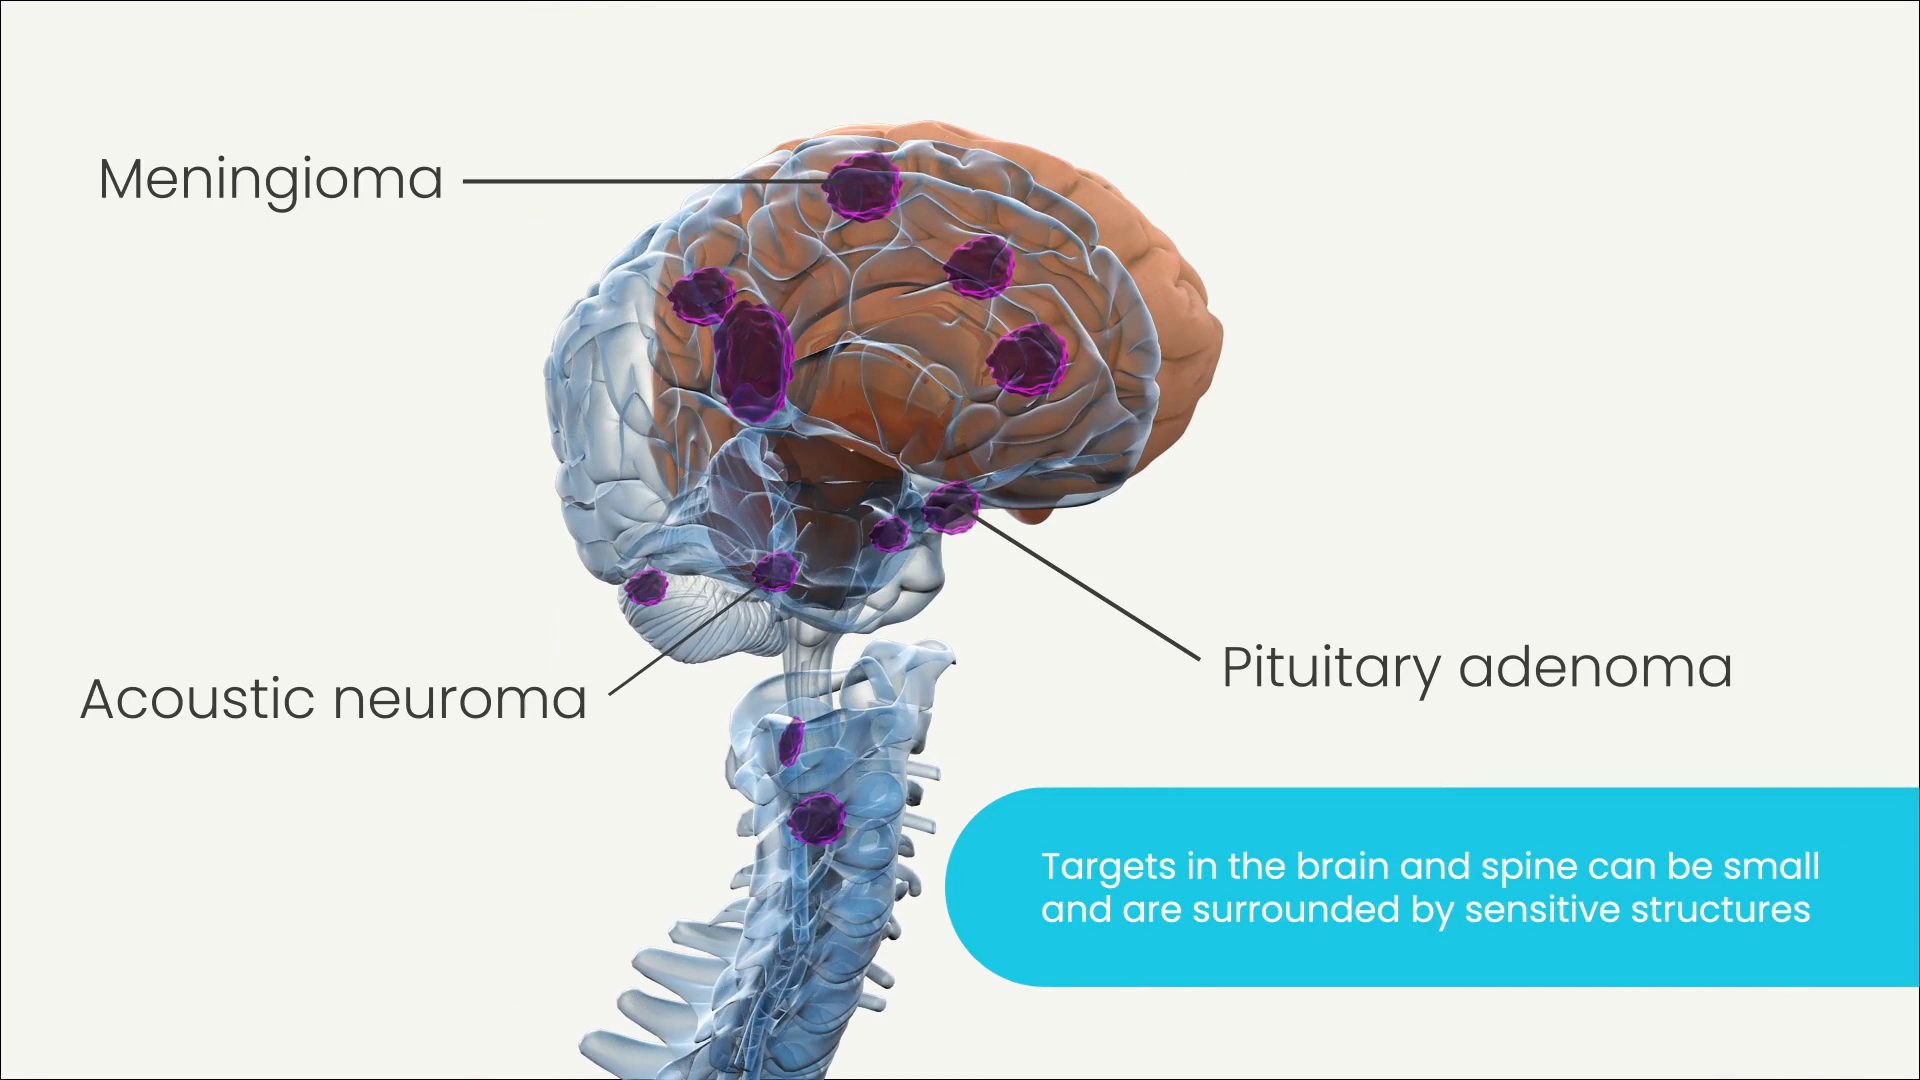 Meningioma
Acoustic neuroma
Pituitary adenoma
Targets in the brain and spine can be small
and are surrounded by sensitive structures